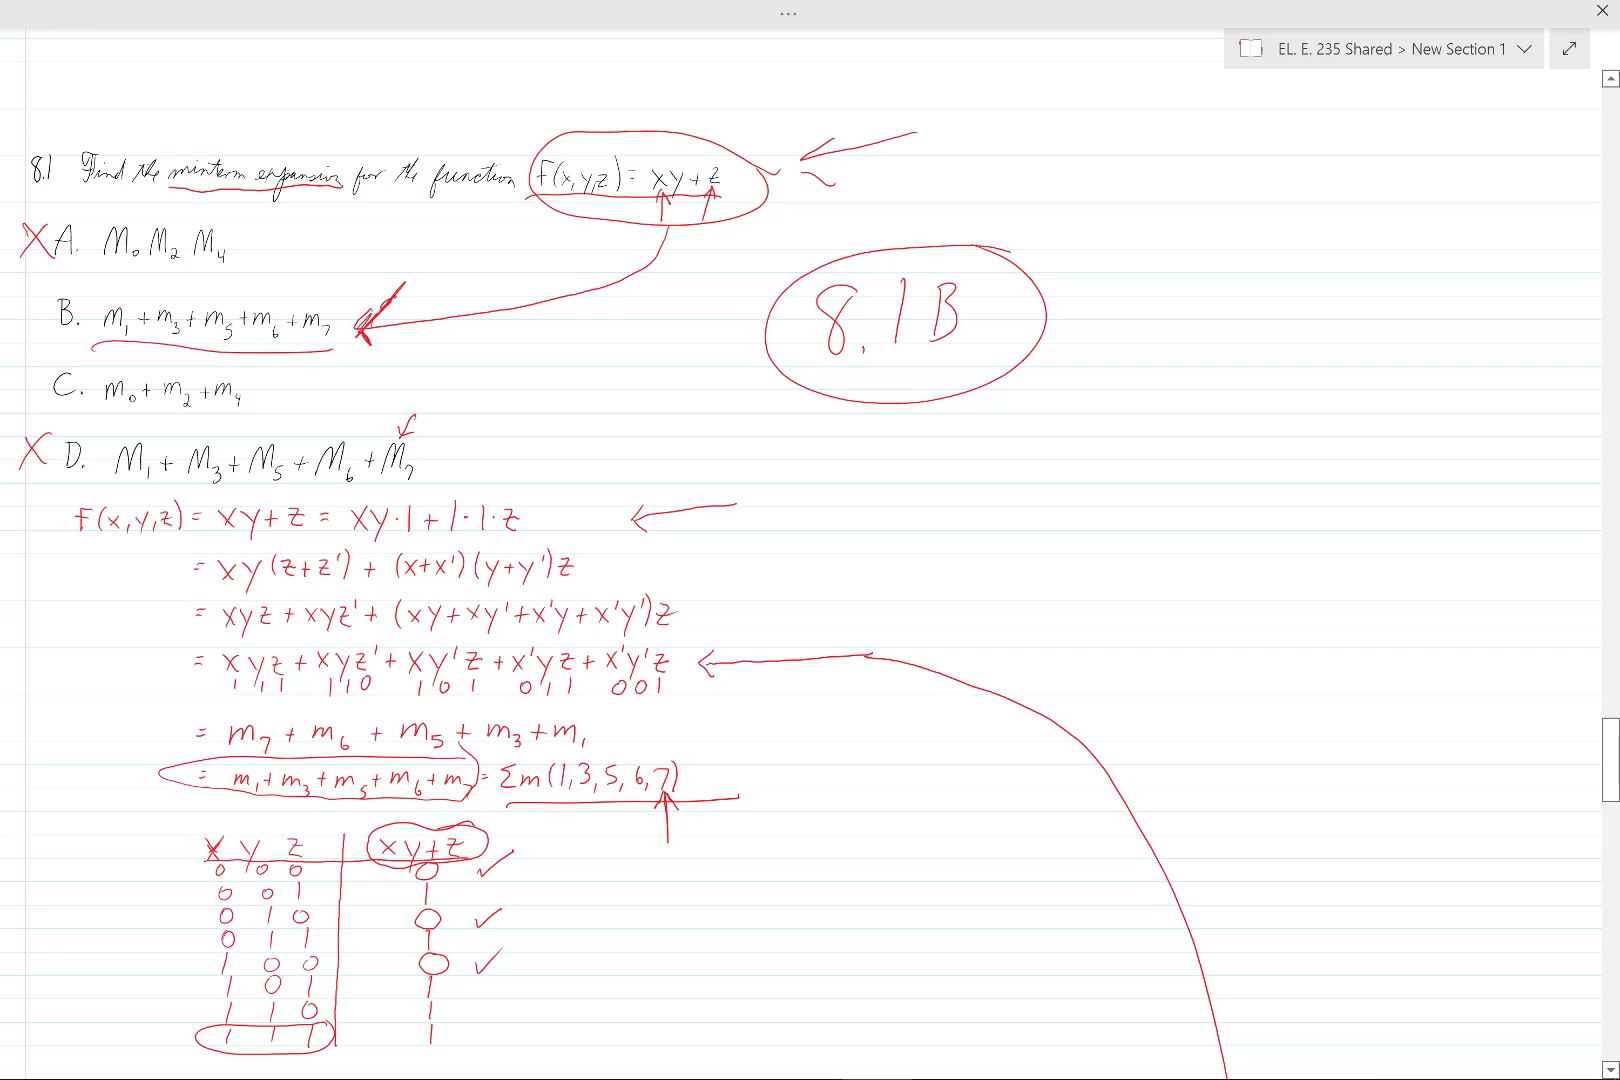 ...
EL. E. 235 Shared > New Section 1
8.1 Find the minterm expansion for the function F(x,y,z) = xy+z
X A. M₀ M₂ M₄
B. m₁ + m₃ + m₅ + m₆ + m₇
8.1 B
C. m₀ + m₂ + m₄
X D. M₁ + M₃ + M₅ + M₆ + M₇
F(x,y,z) = xy+z = xy·1 + 1·1·z
= xy(z+z') + (x+x')(y+y')z
= xyz + xyz' + (xy+xy'+x'y+x'y')z
= xyz + xyz' + xy'z + x'yz + x'y'z
111 110 101 011 001
= m₇ + m₆ + m₅ + m₃ + m₁
= m₁ + m₃ + m₅ + m₆ + m₇ = Σm(1,3,5,6,7)
x y z xy+z
0 0 0 0 ✓
0 0 1 1
0 1 0 0 ✓
0 1 1 1
1 0 0 0 ✓
1 0 1 1
1 1 0 1
1 1 1 1